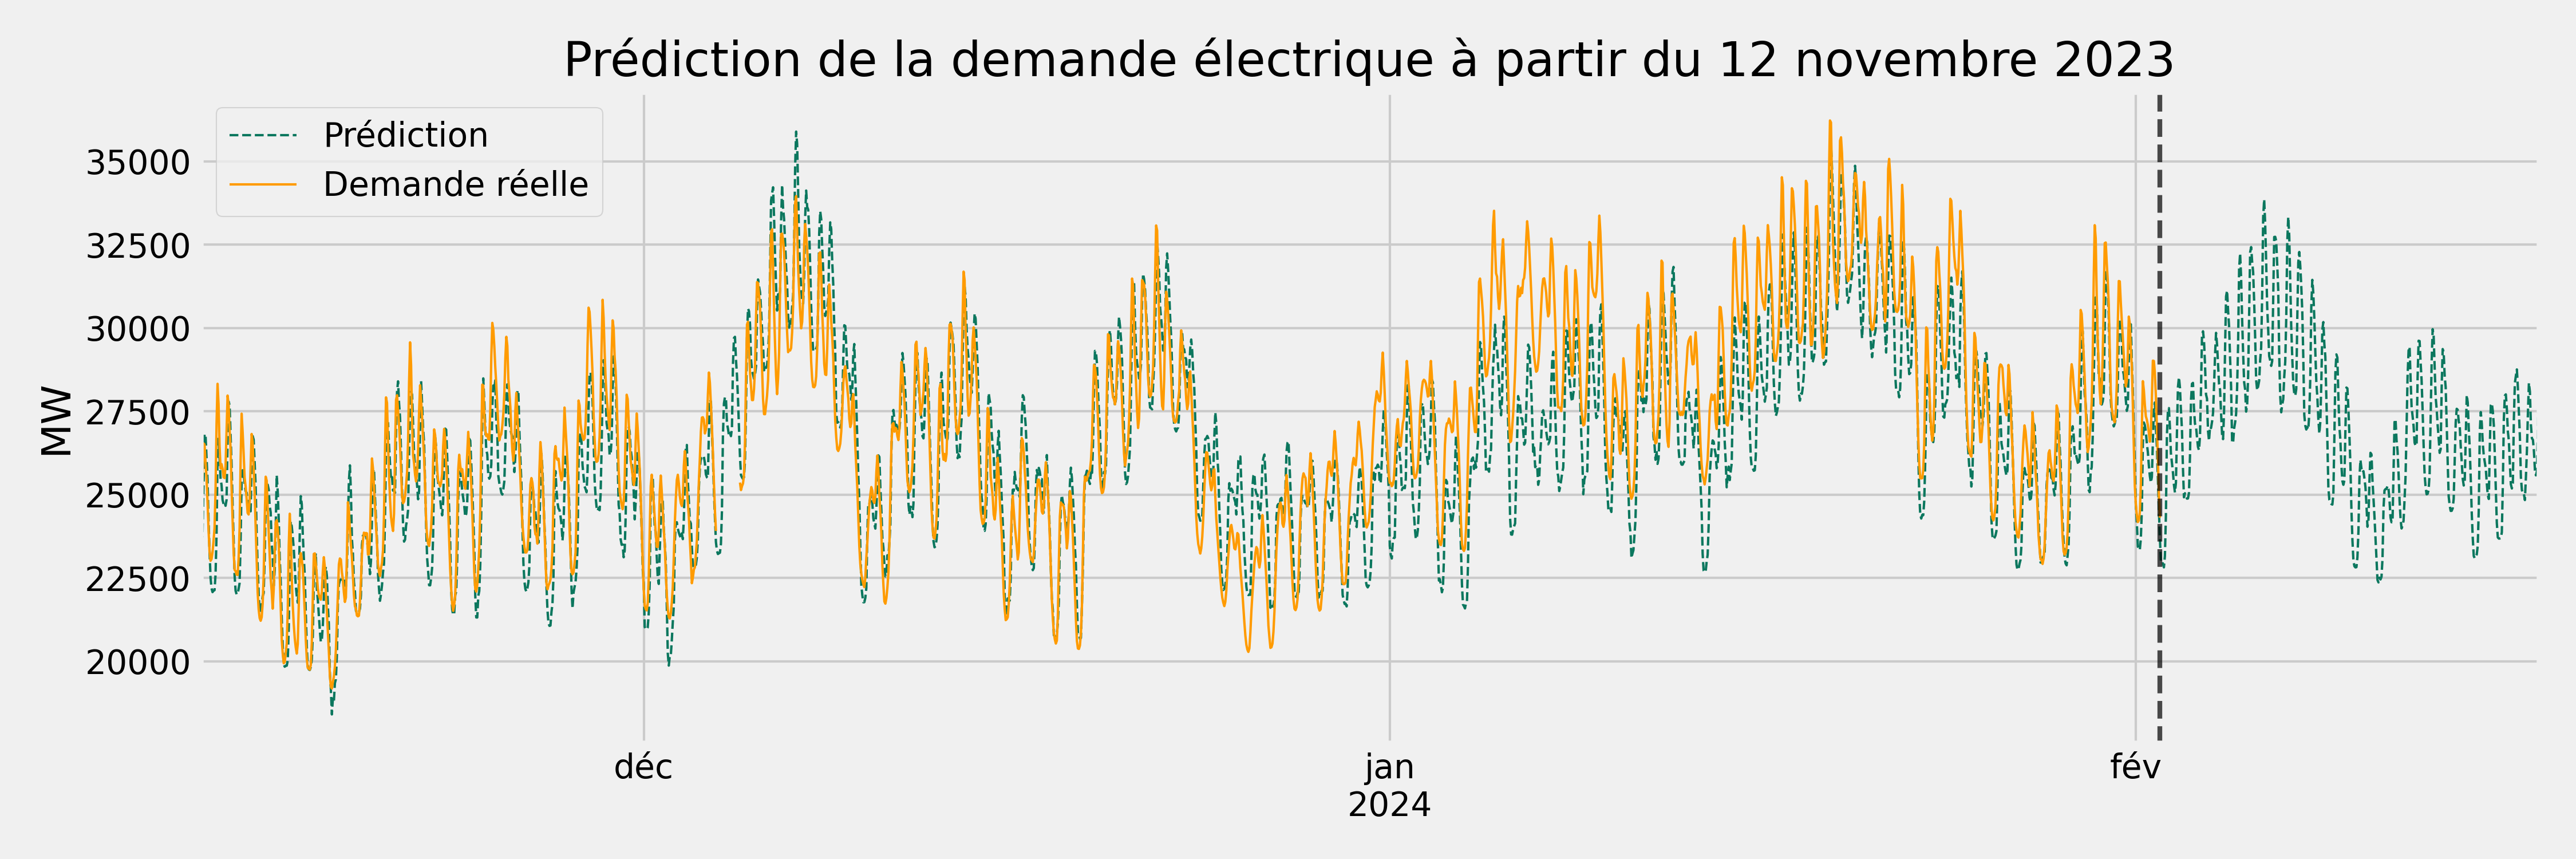 Prédiction de la demande électrique à partir du 12 novembre 2023
Prédiction
Demande réelle
35000
32500
30000
27500
25000
22500
20000
MW
déc
jan
2024
fév